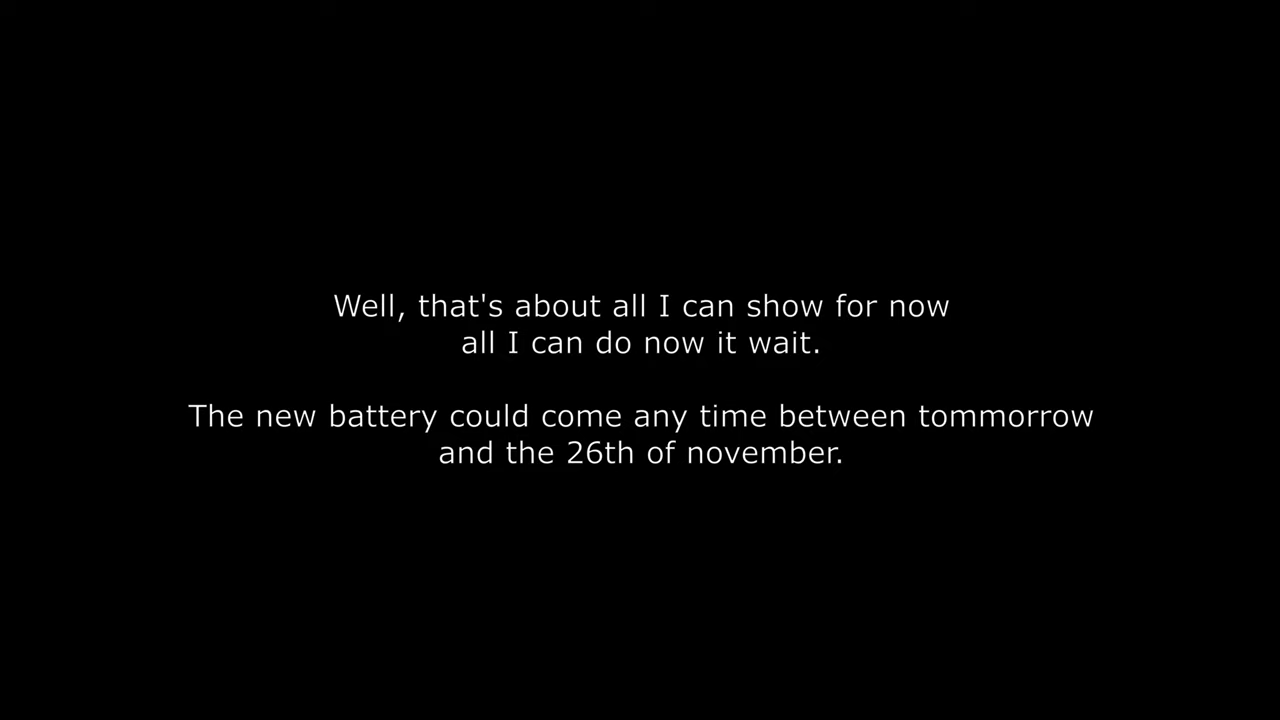 Well, that's about all I can show for now
all I can do now it wait.
The new battery could come any time between tommorrow
and the 26th of november.